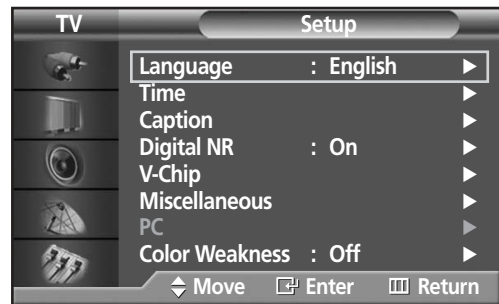 TV Setup
Language : English
Time
Caption
Digital NR : On
V-Chip
Miscellaneous
PC
Color Weakness : Off
Move Enter Return